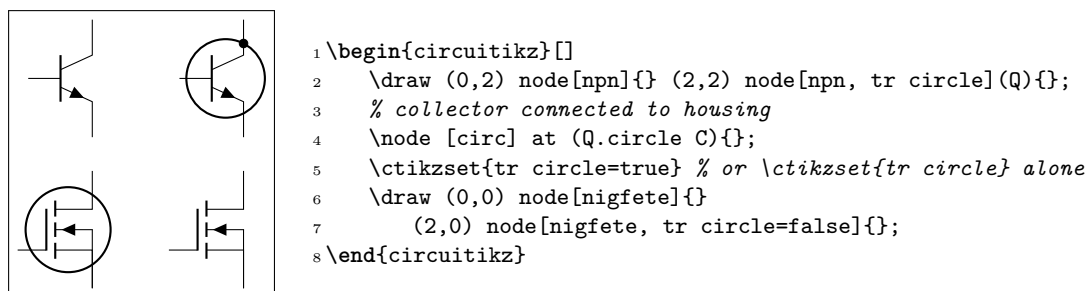 1 \begin{circuitikz}[]
2     \draw (0,2) node[npn]{} (2,2) node[npn, tr circle](Q){};
3     % collector connected to housing
4     \node [circ] at (Q.circle C){};
5     \ctikzset{tr circle=true} % or \ctikzset{tr circle} alone
6     \draw (0,0) node[nigfete]{}
7         (2,0) node[nigfete, tr circle=false]{};
8 \end{circuitikz}